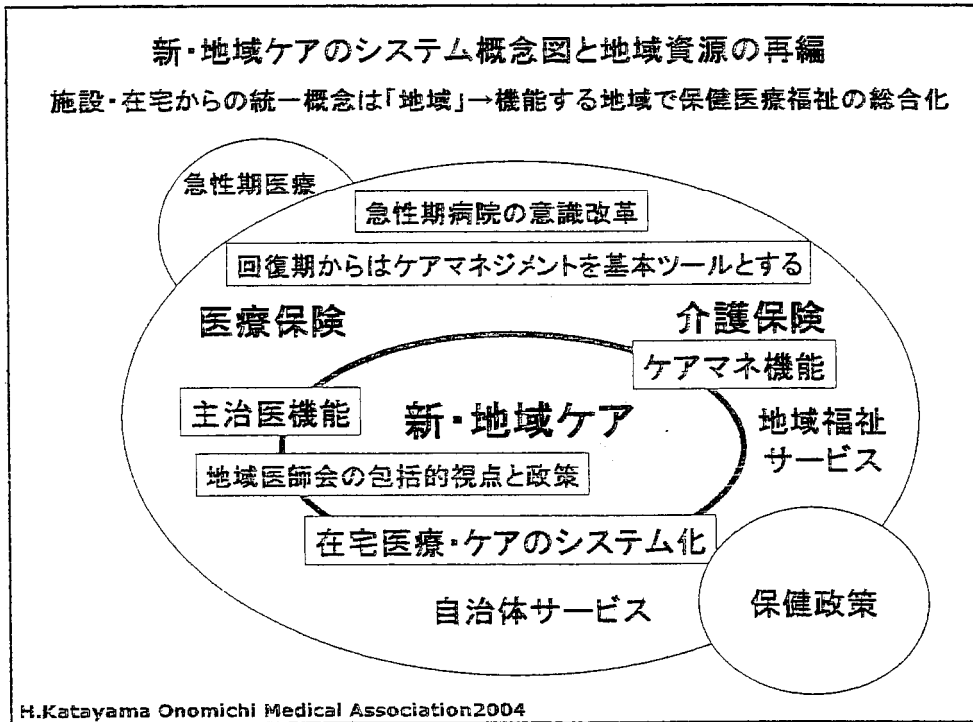 新・地域ケアのシステム概念図と地域資源の再編
施設・在宅からの統一概念は「地域」→機能する地域で保健医療福祉の総合化
急性期医療
急性期病院の意識改革
回復期からはケアマネジメントを基本ツールとする
医療保険
介護保険
ケアマネ機能
主治医機能
新・地域ケア
地域福祉
サービス
地域医師会の包括的視点と政策
在宅医療・ケアのシステム化
自治体サービス
保健政策
H.Katayama Onomichi Medical Association2004